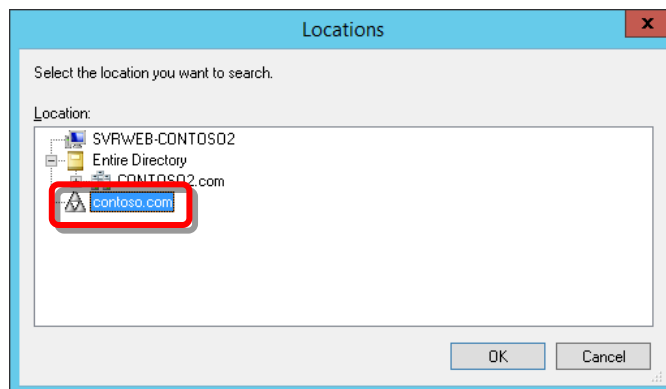 Locations
x
Select the location you want to search.
Location:
SVRWEB-CONTOSO2
Entire Directory
CONTOSO2.com
contoso.com
OK
Cancel